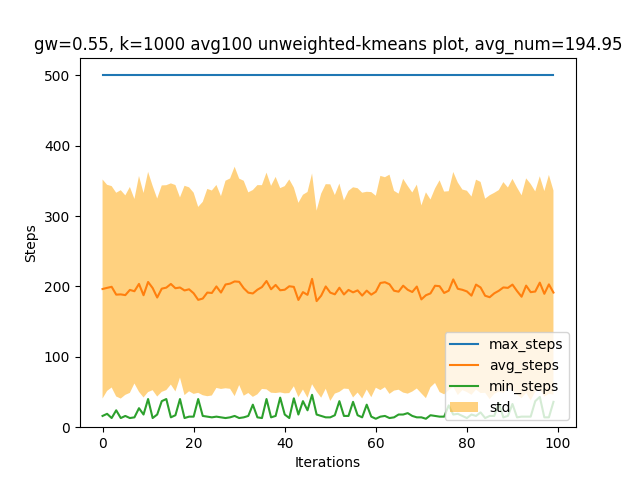 gw=0.55, k=1000 avg100 unweighted-kmeans plot, avg_num=194.95
500
400
300
200
100
0
Steps
max_steps
avg_steps
min_steps
std
0 20 40 60 80 100
Iterations